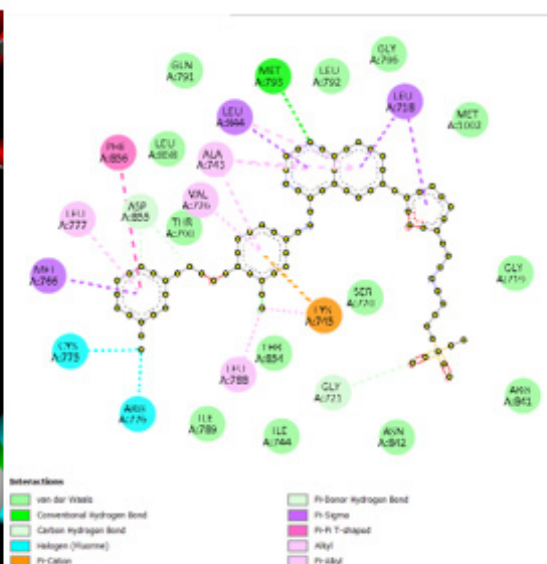 GLN
A:791
MET
A:793
LEU
A:792
GLY
A:796
LEU
A:718
MET
A:1002
LEU
A:844
ALA
A:743
PHE
A:856
LEU
A:858
ASP
A:855
VAL
A:726
LEU
A:777
THR
A:790
MET
A:766
LYS
A:745
SER
A:720
GLY
A:719
CYS
A:775
THR
A:854
LEU
A:788
GLY
A:721
ARG
A:841
ARG
A:776
ILE
A:789
ILE
A:744
ASN
A:842
Interactions
van der Waals
Conventional Hydrogen Bond
Carbon Hydrogen Bond
Halogen (Fluorine)
Pi-Cation
Pi-Donor Hydrogen Bond
Pi-Sigma
Pi-Pi T-shaped
Alkyl
Pi-Alkyl